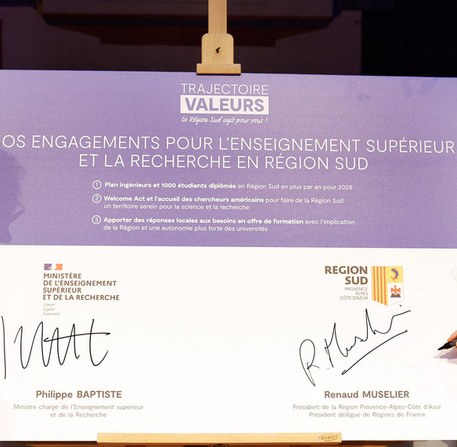 TRAJECTOIRE
VALEURS
la Région Sud agit pour vous !
OS ENGAGEMENTS POUR L'ENSEIGNEMENT SUPÉRIEUR
ET LA RECHERCHE EN RÉGION SUD
1 Plan ingénieurs et 1000 étudiants diplômés en Région Sud en plus par an pour 2028
2 Welcome Act et l'accueil des chercheurs américains pour faire de la Région Sud
un territoire serein pour la science et la recherche
3 Apporter des réponses locales aux besoins en offre de formation avec l'implication
de la Région et une autonomie plus forte des universités
MINISTÈRE
DE L'ENSEIGNEMENT
SUPÉRIEUR
ET DE LA RECHERCHE
Liberté
Égalité
Fraternité
RÉGION
SUD
PROVENCE
ALPES
CÔTE D'AZUR
R. Muselier
Philippe BAPTISTE
Ministre chargé de l'Enseignement supérieur
et de la Recherche
Renaud MUSELIER
Président de la Région Provence-Alpes-Côte d'Azur
Président délégué de Régions de France